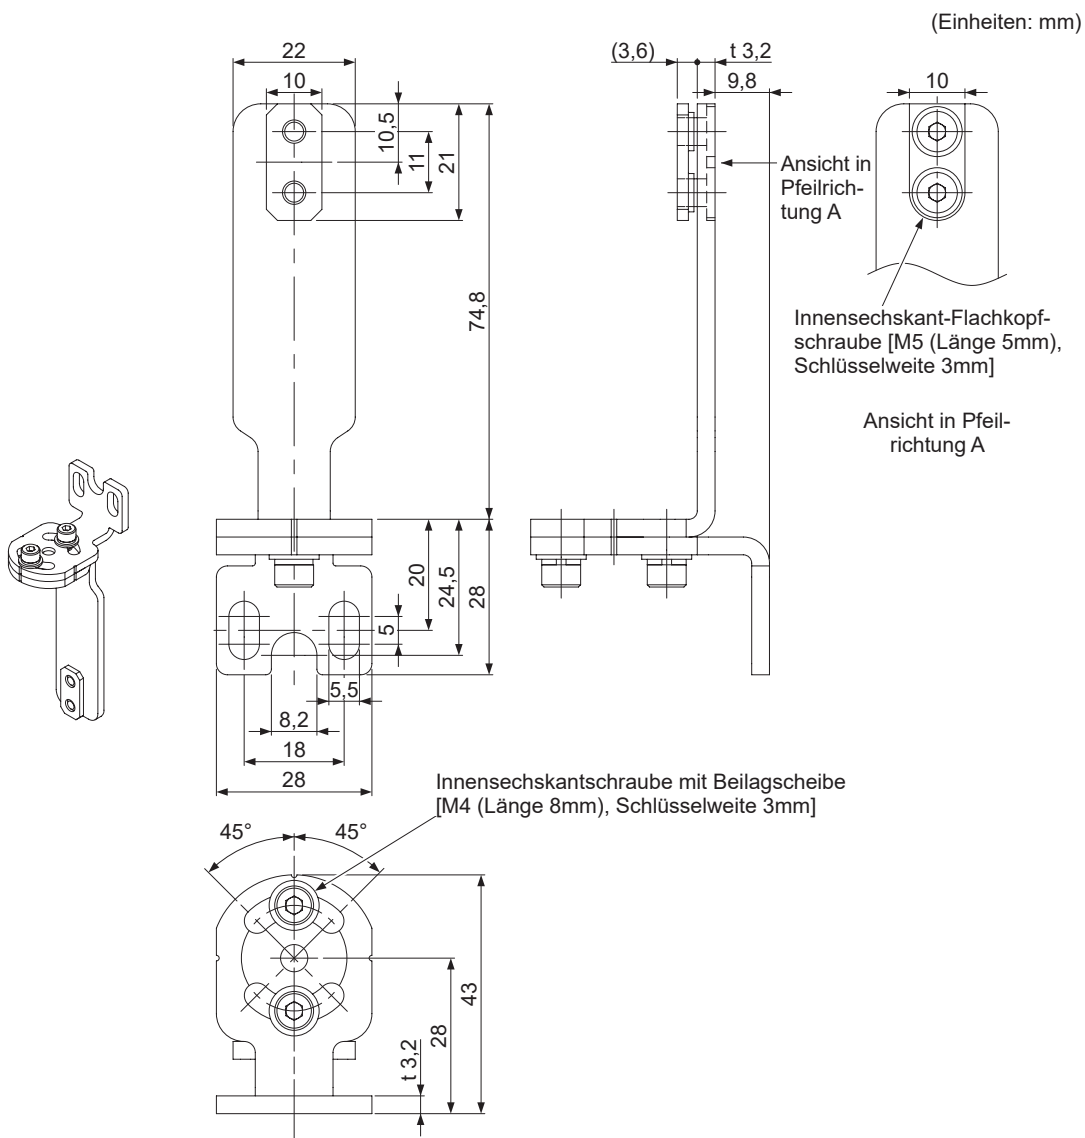 (Einheiten: mm)
22
10
10,5
11
21
74,8
(3,6)
t 3,2
9,8
10
Ansicht in
Pfeilrich-
tung A
Innensechskant-Flachkopf-
schraube [M5 (Länge 5mm),
Schlüsselweite 3mm]
Ansicht in Pfeil-
richtung A
20
24,5
28
5
5,5
8,2
18
28
Innensechskantschraube mit Beilagscheibe
[M4 (Länge 8mm), Schlüsselweite 3mm]
45°
45°
43
28
t 3,2